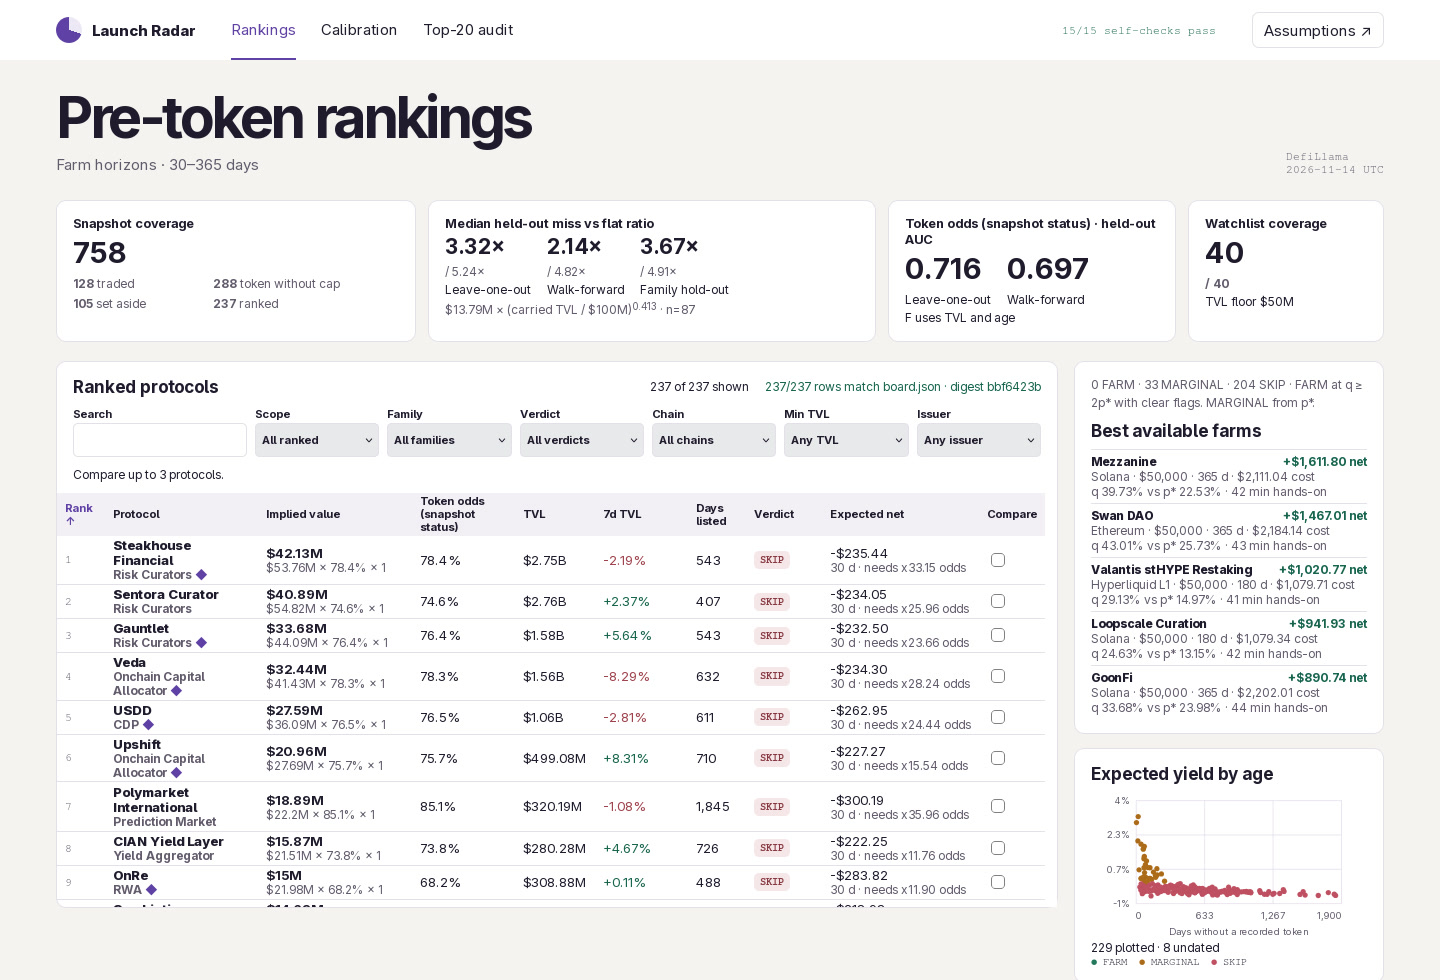 Launch Radar
Rankings
Calibration
Top-20 audit
15/15 self-checks pass
Assumptions ↗
Pre-token rankings
Farm horizons · 30–365 days
DefiLlama
2026-11-14 UTC
Snapshot coverage
758
128 traded
288 token without cap
105 set aside
237 ranked
Median held-out miss vs flat ratio
3.32× 2.14× 3.67×
/ 5.24× / 4.82× / 4.91×
Leave-one-out Walk-forward Family hold-out
$13.79M × (carried TVL / $100M)0.413 · n=87
Token odds (snapshot status) · held-out
AUC
0.716 0.697
Leave-one-out Walk-forward
F uses TVL and age
Watchlist coverage
40
/ 40
TVL floor $50M
Ranked protocols
237 of 237 shown
237/237 rows match board.json · digest bbf6423b
Search Scope Family Verdict Chain Min TVL Issuer
All ranked All families All verdicts All chains Any TVL Any issuer
Compare up to 3 protocols.
Rank ↑ Protocol Implied value Token odds (snapshot status) TVL 7d TVL Days listed Verdict Expected net Compare
1 Steakhouse Financial $42.13M 78.4% $2.75B -2.19% 543 SKIP -$235.44
Risk Curators ◆ $53.76M × 78.4% × 1 30 d · needs x33.15 odds
2 Sentora Curator $40.89M 74.6% $2.76B +2.37% 407 SKIP -$234.05
Risk Curators $54.82M × 74.6% × 1 30 d · needs x25.96 odds
3 Gauntlet $33.68M 76.4% $1.58B +5.64% 543 SKIP -$232.50
Risk Curators ◆ $44.09M × 76.4% × 1 30 d · needs x23.66 odds
4 Veda $32.44M 78.3% $1.56B -8.29% 632 SKIP -$234.30
Onchain Capital Allocator ◆ $41.43M × 78.3% × 1 30 d · needs x28.24 odds
5 USDD $27.59M 76.5% $1.06B -2.81% 611 SKIP -$262.95
CDP ◆ $36.09M × 76.5% × 1 30 d · needs x24.44 odds
6 Upshift $20.96M 75.7% $499.08M +8.31% 710 SKIP -$227.27
Onchain Capital Allocator ◆ $27.69M × 75.7% × 1 30 d · needs x15.54 odds
7 Polymarket International $18.89M 85.1% $320.19M -1.08% 1,845 SKIP -$300.19
Prediction Market $22.2M × 85.1% × 1 30 d · needs x35.96 odds
8 CIAN Yield Layer $15.87M 73.8% $280.28M +4.67% 726 SKIP -$222.25
Yield Aggregator $21.51M × 73.8% × 1 30 d · needs x11.76 odds
9 OnRe $15M 68.2% $308.88M +0.11% 488 SKIP -$283.82
RWA ◆ $21.98M × 68.2% × 1 30 d · needs x11.90 odds
0 FARM · 33 MARGINAL · 204 SKIP · FARM at q ≥
2p* with clear flags. MARGINAL from p*.
Best available farms
Mezzanine +$1,611.80 net
Solana · $50,000 · 365 d · $2,111.04 cost
q 39.73% vs p* 22.53% · 42 min hands-on
Swan DAO +$1,467.01 net
Ethereum · $50,000 · 365 d · $2,184.14 cost
q 43.01% vs p* 25.73% · 43 min hands-on
Valantis stHYPE Restaking +$1,020.77 net
Hyperliquid L1 · $50,000 · 180 d · $1,079.71 cost
q 29.13% vs p* 14.97% · 41 min hands-on
Loopscale Curation +$941.93 net
Solana · $50,000 · 180 d · $1,079.34 cost
q 24.63% vs p* 13.15% · 42 min hands-on
GoonFi +$890.74 net
Solana · $50,000 · 365 d · $2,202.01 cost
q 33.68% vs p* 23.98% · 44 min hands-on
Expected yield by age
4%
2.3%
0.7%
-1%
0 633 1,267 1,900
Days without a recorded token
229 plotted · 8 undated
FARM MARGINAL SKIP